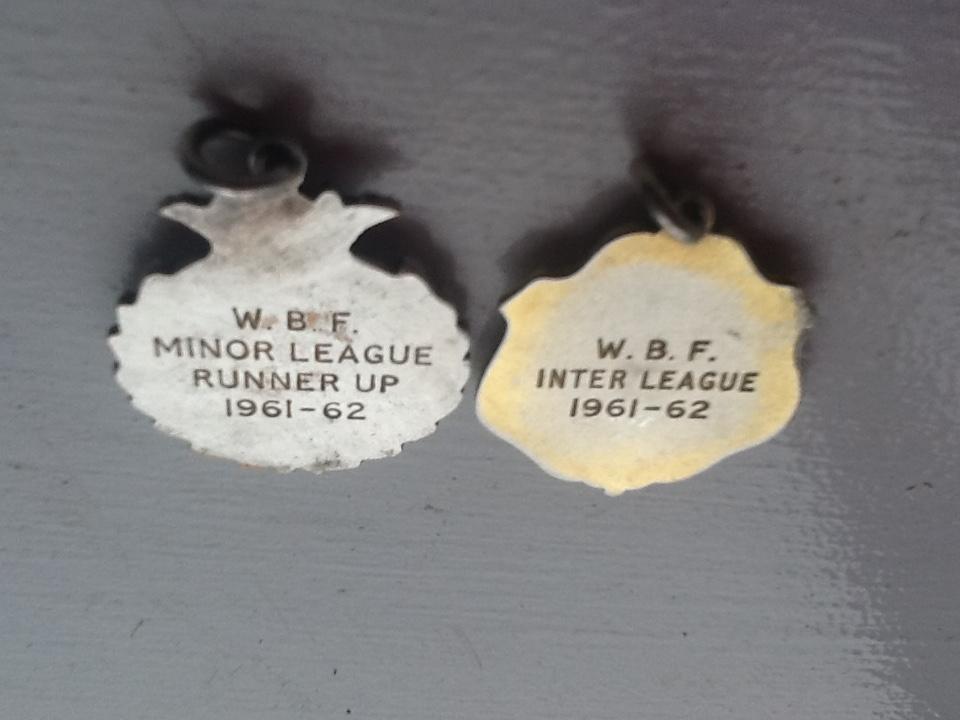 W. B. F.
MINOR LEAGUE
RUNNER UP
1961-62
W. B. F.
INTER LEAGUE
1961-62